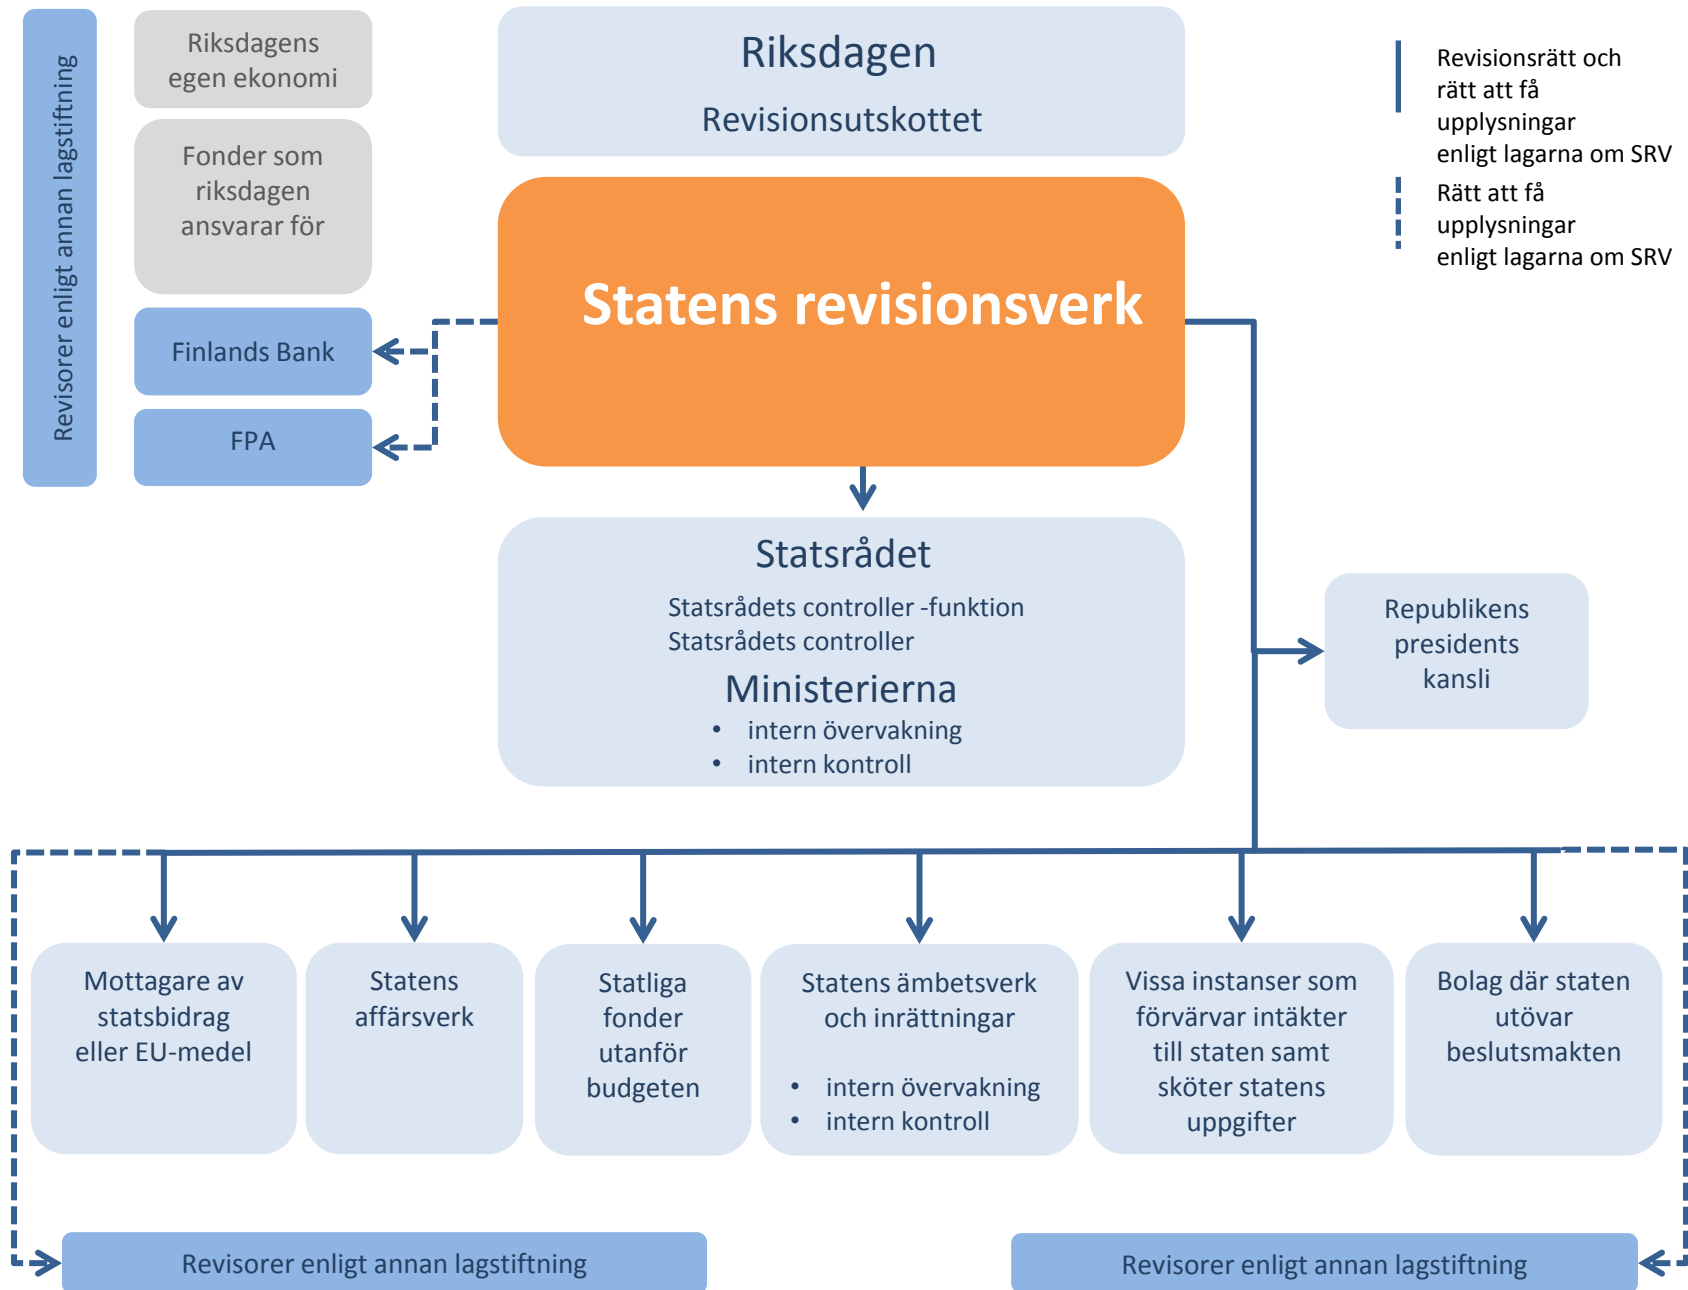 Revisorer enligt annan lagstiftning
Riksdagens
egen ekonomi
Fonder som
riksdagen
ansvarar för
Finlands Bank
FPA
Riksdagen
Revisionsutskottet
Statens revisionsverk
Revisionsrätt och
rätt att få
upplysningar
enligt lagarna om SRV
Rätt att få
upplysningar
enligt lagarna om SRV
Statsrådet
Statsrådets controller -funktion
Statsrådets controller
Ministerierna
• intern övervakning
• intern kontroll
Republikens
presidents
kansli
Mottagare av
statsbidrag
eller EU-medel
Statens
affärsverk
Statliga
fonder
utanför
budgeten
Statens ämbetsverk
och inrättningar
• intern övervakning
• intern kontroll
Vissa instanser som
förvärvar intäkter
till staten samt
sköter statens
uppgifter
Bolag där staten
utövar
beslutsmakten
Revisorer enligt annan lagstiftning
Revisorer enligt annan lagstiftning